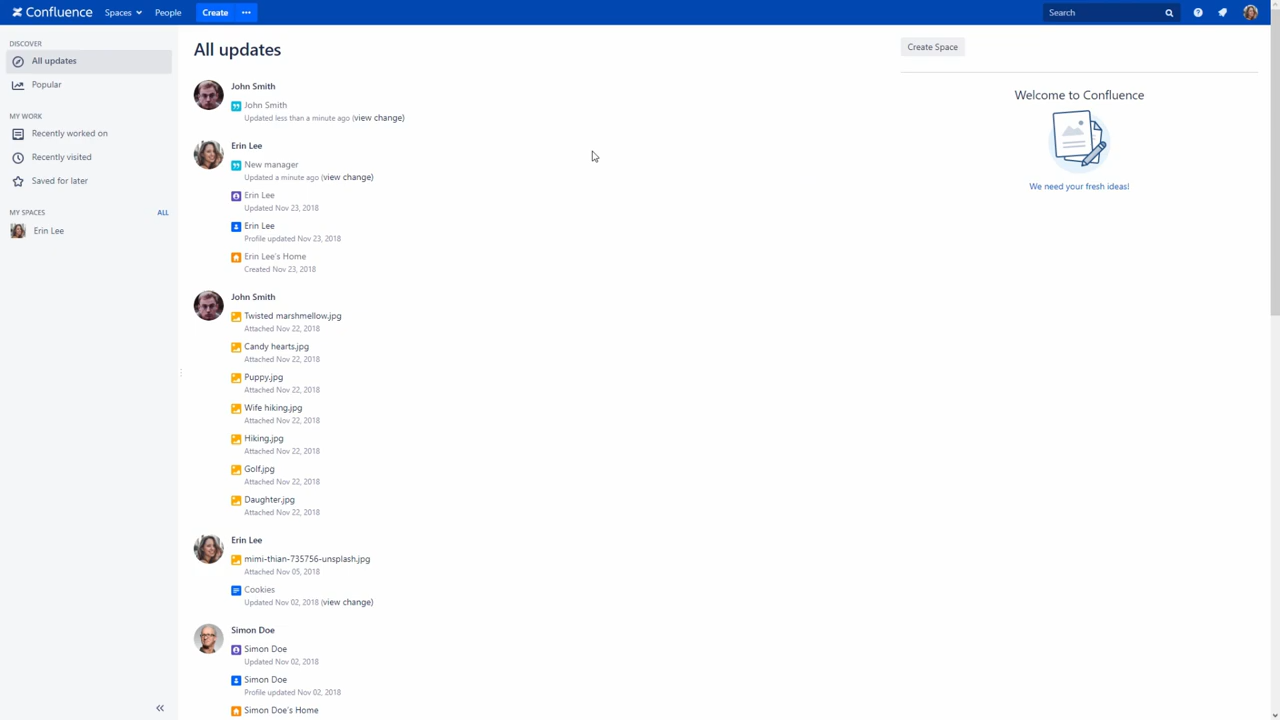 Confluence Spaces People Create ••• Search
DISCOVER
All updates
Popular
MY WORK
Recently worked on
Recently visited
Saved for later
MY SPACES ALL
Erin Lee
All updates
John Smith
John Smith
Updated less than a minute ago (view change)
Erin Lee
New manager
Updated a minute ago (view change)
Erin Lee
Updated Nov 23, 2018
Erin Lee
Profile updated Nov 23, 2018
Erin Lee's Home
Created Nov 23, 2018
John Smith
Twisted marshmellow.jpg
Attached Nov 22, 2018
Candy hearts.jpg
Attached Nov 22, 2018
Puppy.jpg
Attached Nov 22, 2018
Wife hiking.jpg
Attached Nov 22, 2018
Hiking.jpg
Attached Nov 22, 2018
Golf.jpg
Attached Nov 22, 2018
Daughter.jpg
Attached Nov 22, 2018
Erin Lee
mimi-thian-735756-unsplash.jpg
Attached Nov 05, 2018
Cookies
Updated Nov 02, 2018 (view change)
Simon Doe
Simon Doe
Updated Nov 02, 2018
Simon Doe
Profile updated Nov 02, 2018
Simon Doe's Home
Create Space
Welcome to Confluence
We need your fresh ideas!